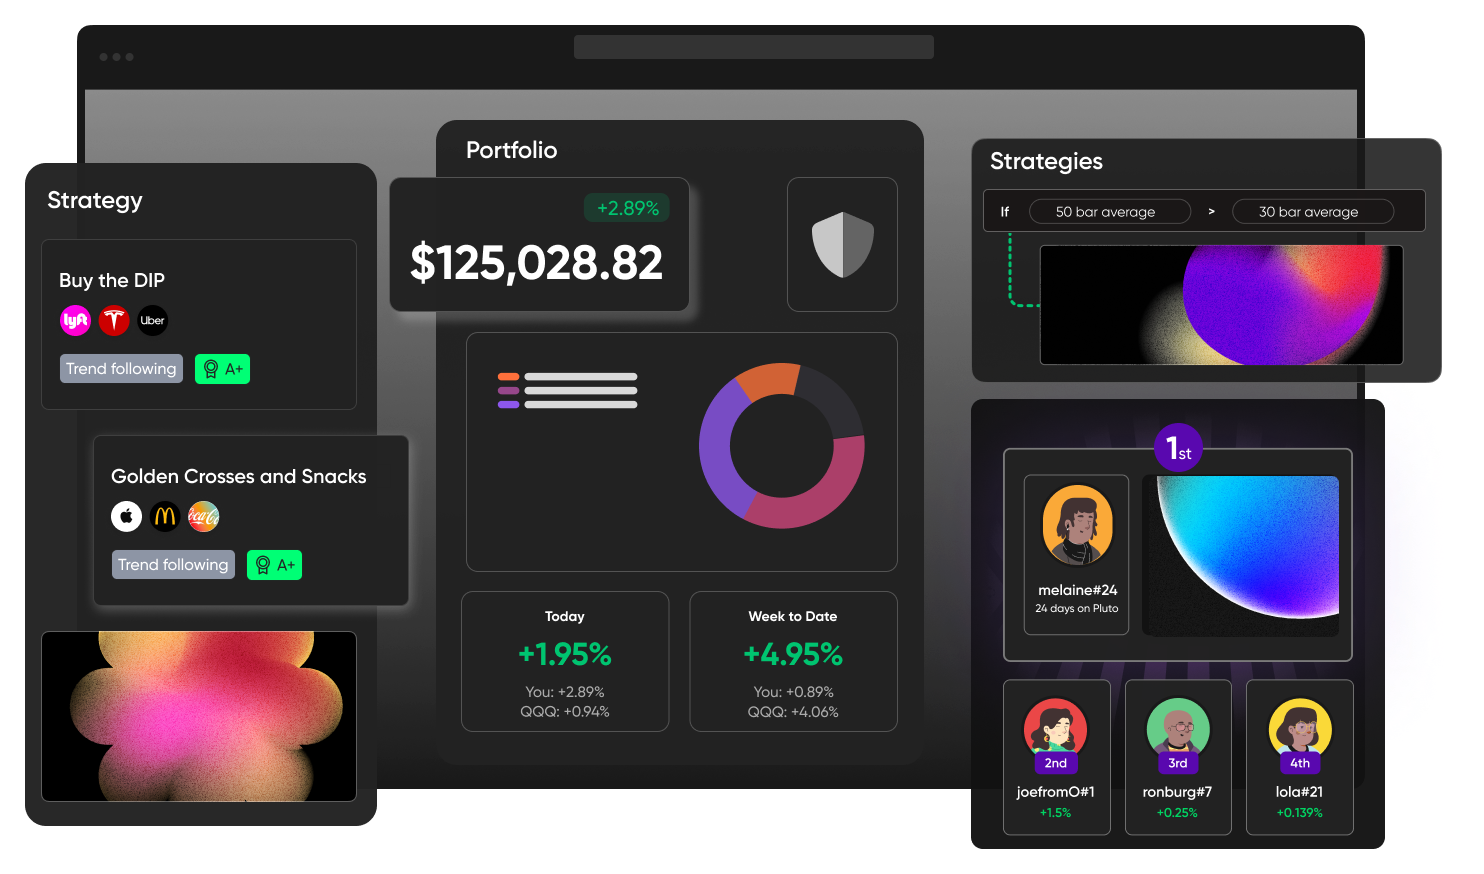 Strategy
Buy the DIP
lyft
Uber
Trend following
A+
Golden Crosses and Snacks
Coca-Cola
Trend following
A+
Portfolio
+2.89%
$125,028.82
Today
+1.95%
You: +2.89%
QQQ: +0.94%
Week to Date
+4.95%
You: +0.89%
QQQ: +4.06%
Strategies
If 50 bar average > 30 bar average
1st
melaine#24
24 days on Pluto
2nd
joefromO#1
+1.5%
3rd
ronburg#7
+0.25%
4th
lola#21
+0.139%